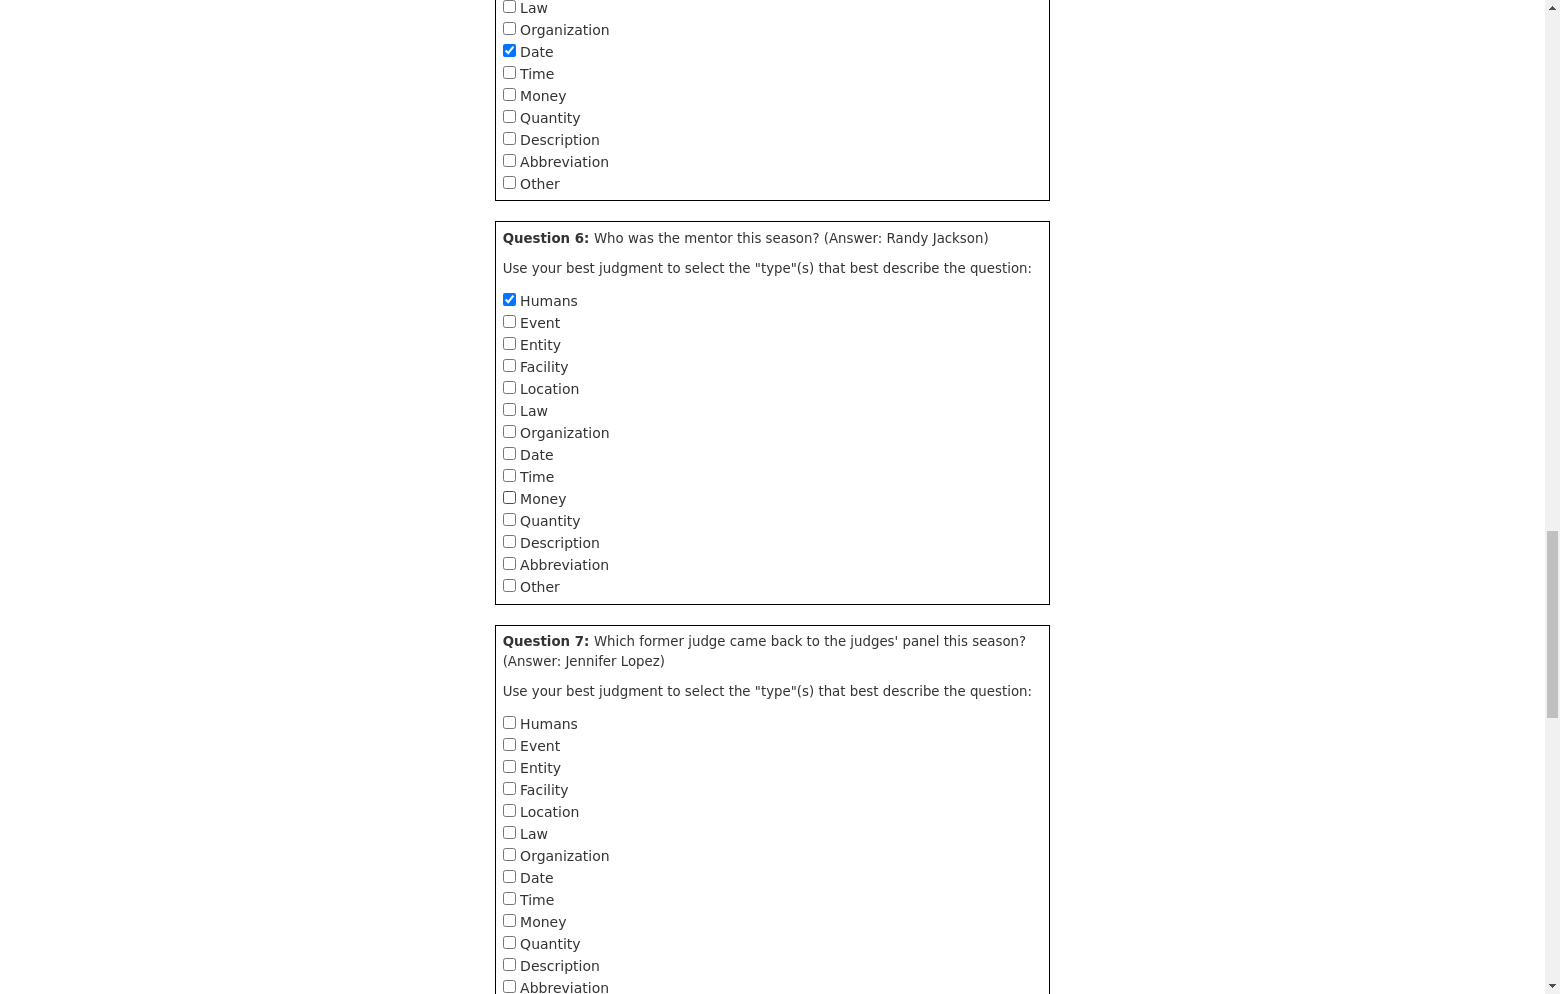 Law
Organization
Date
Time
Money
Quantity
Description
Abbreviation
Other
Question 6: Who was the mentor this season? (Answer: Randy Jackson)
Use your best judgment to select the "type"(s) that best describe the question:
Humans
Event
Entity
Facility
Location
Law
Organization
Date
Time
Money
Quantity
Description
Abbreviation
Other
Question 7: Which former judge came back to the judges' panel this season?
(Answer: Jennifer Lopez)
Use your best judgment to select the "type"(s) that best describe the question:
Humans
Event
Entity
Facility
Location
Law
Organization
Date
Time
Money
Quantity
Description
Abbreviation